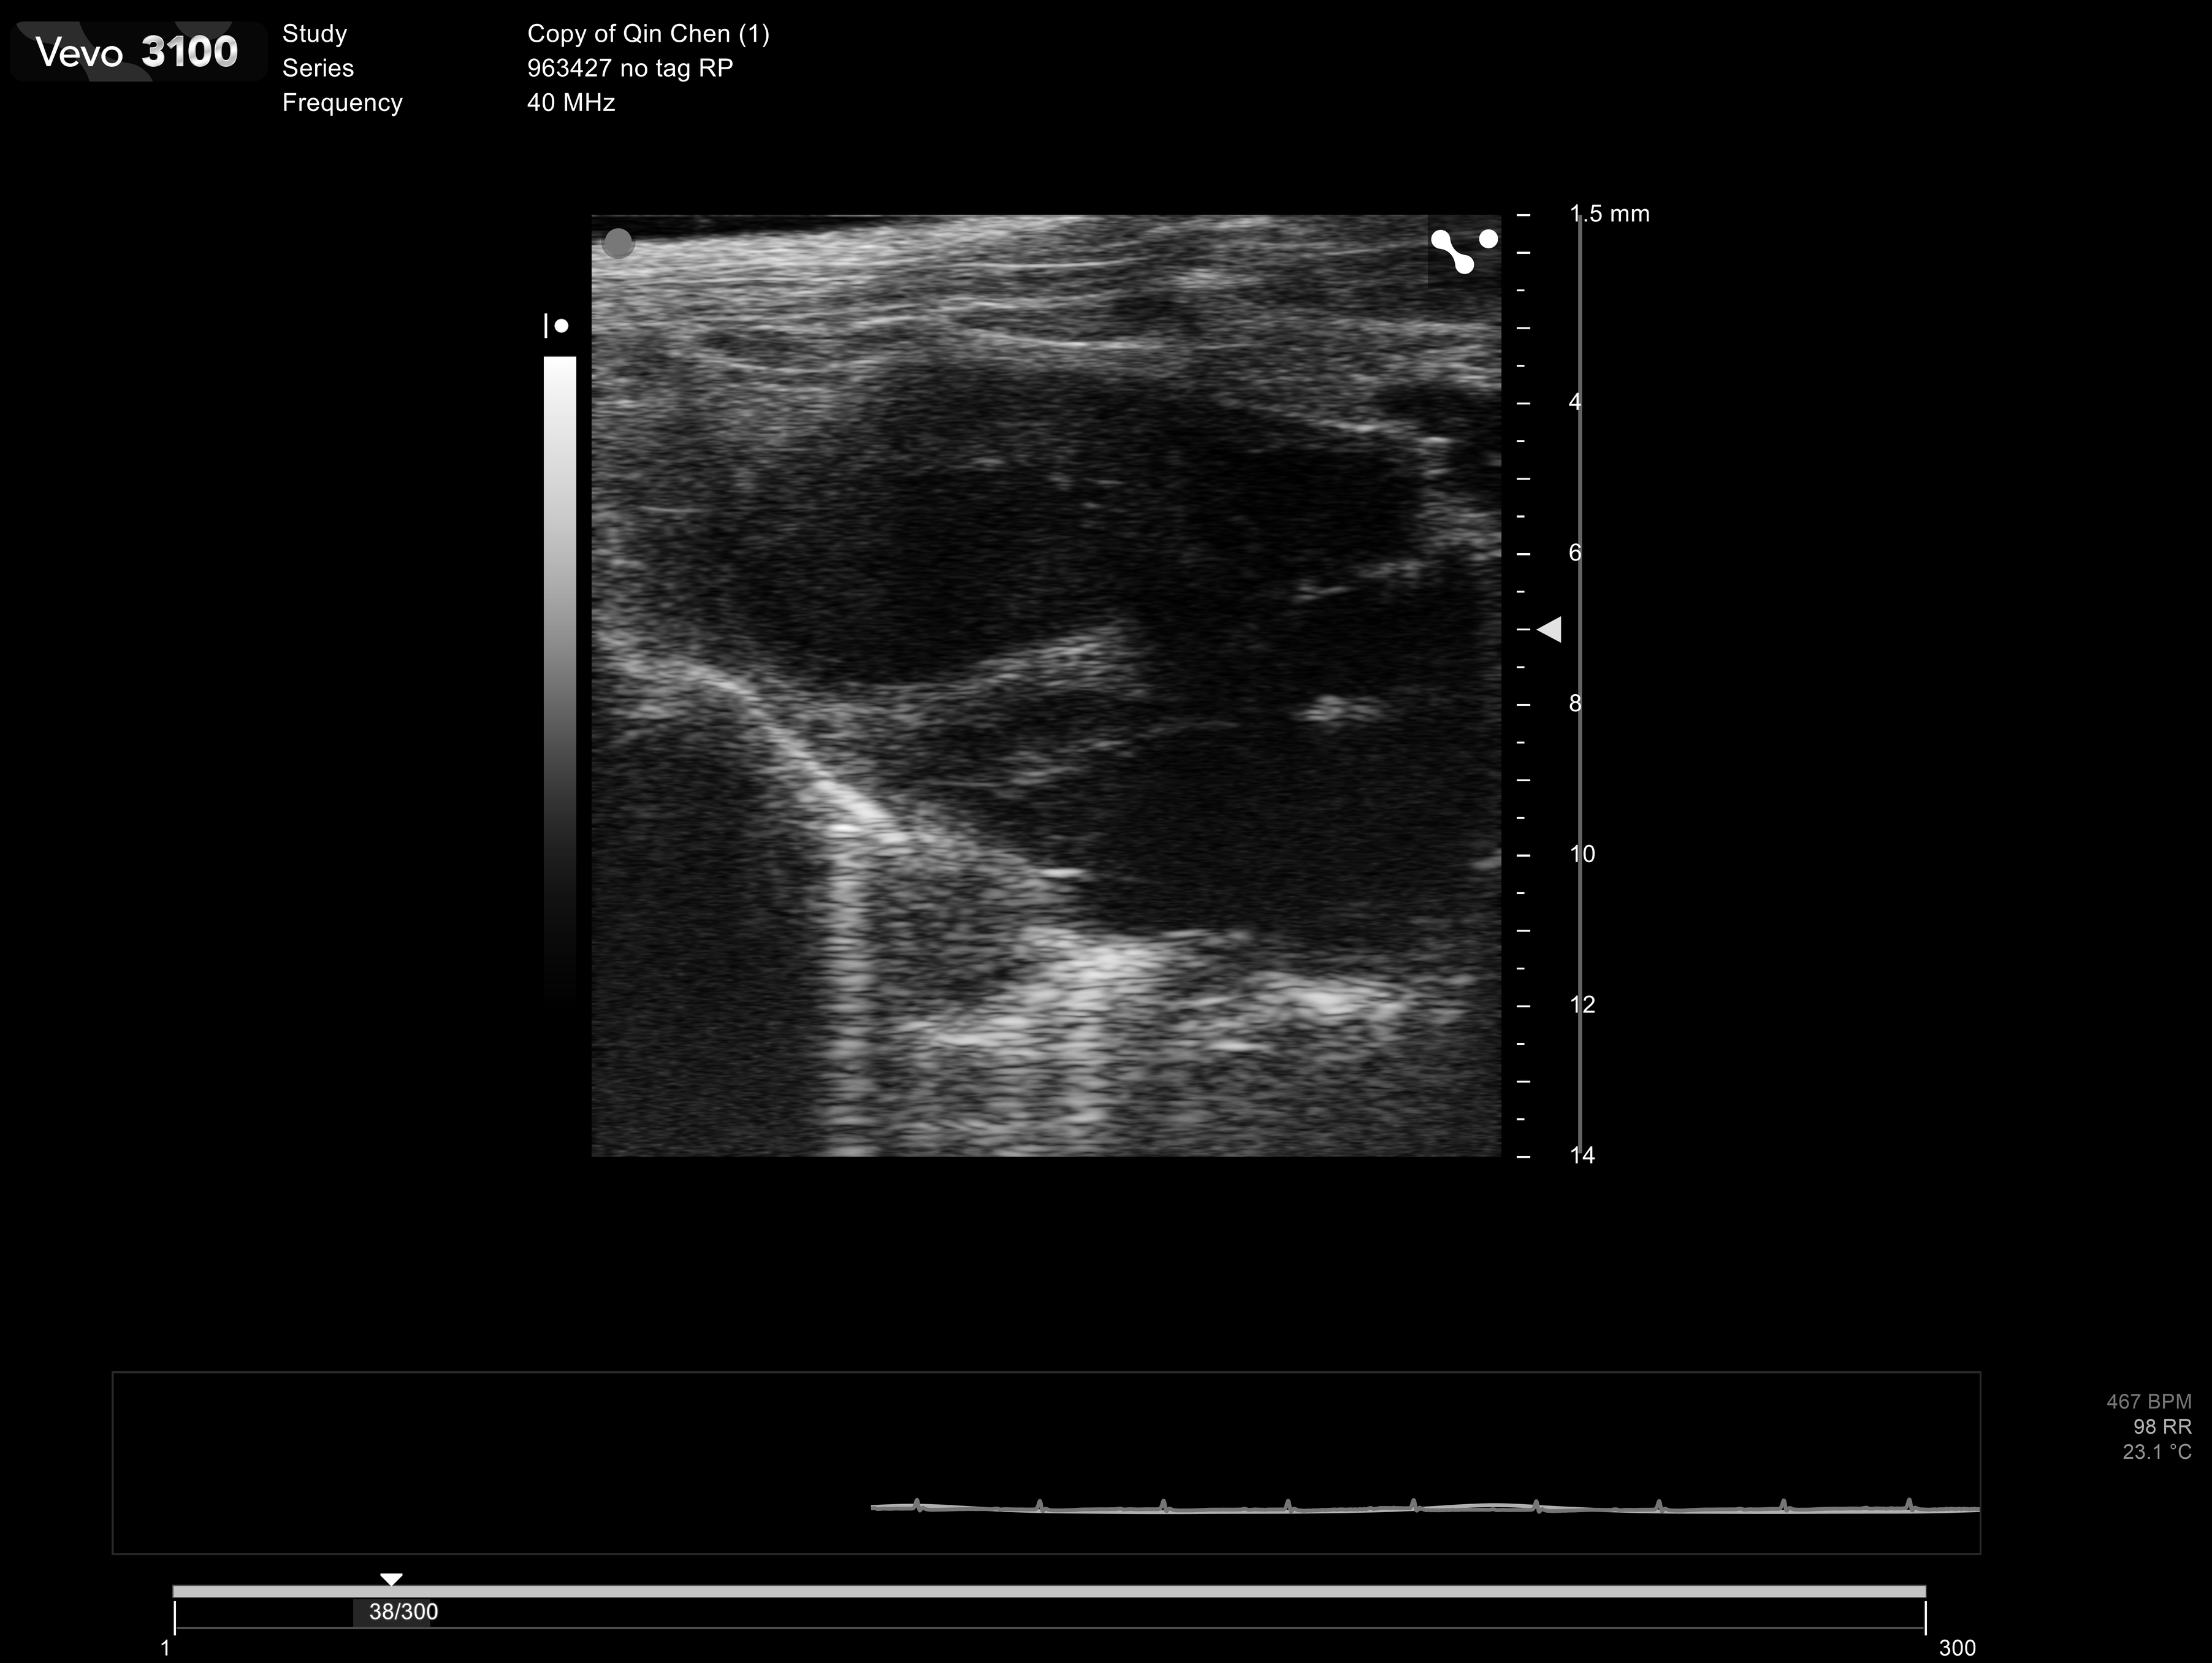 Vevo 3100
Study Copy of Qin Chen (1)
Series 963427 no tag RP
Frequency 40 MHz
1.5 mm
4
6
8
10
12
14
467 BPM
98 RR
23.1 °C
38/300
1 300